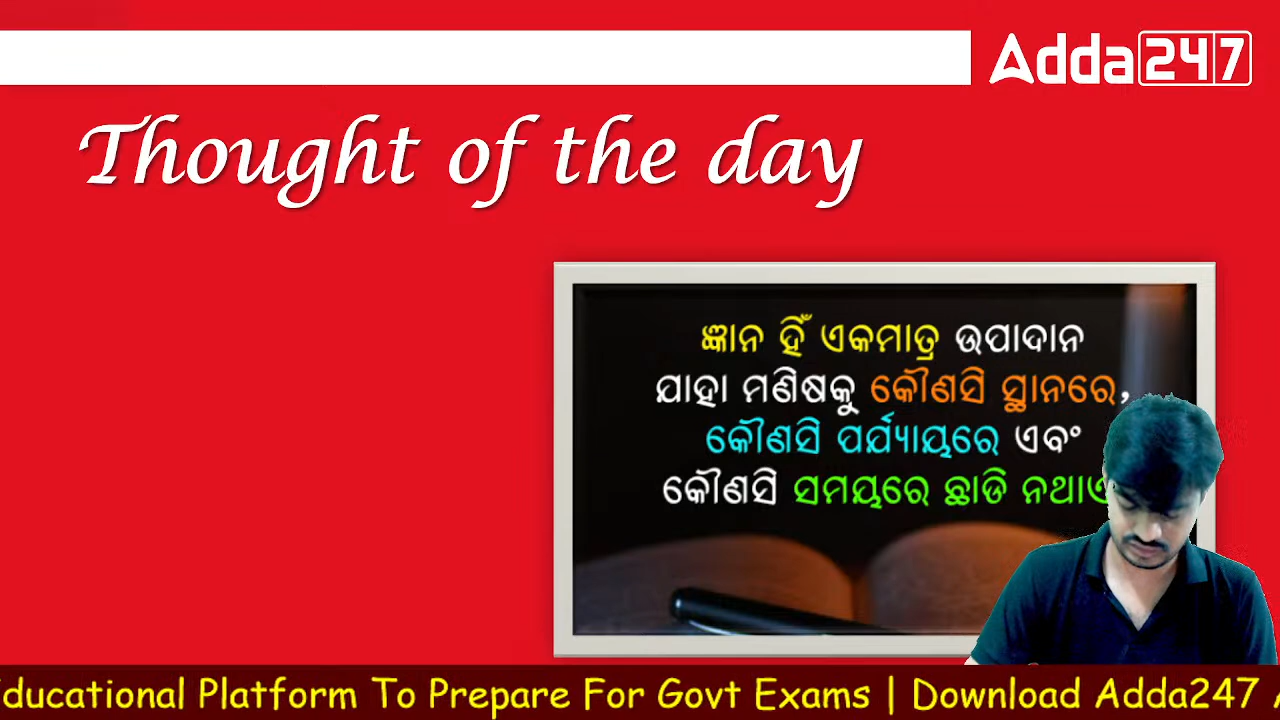 Adda247
Thought of the day
ଜ୍ଞାନ ହିଁ ଏକମାତ୍ର ଉପାଦାନ
ଯାହା ମଣିଷକୁ କୌଣସି ସ୍ଥାନରେ,
କୌଣସି ପର୍ଯ୍ୟାୟରେ ଏବଂ
କୌଣସି ସମୟରେ ଛାଡି
Educational Platform To Prepare For Govt Exams | Download Adda247